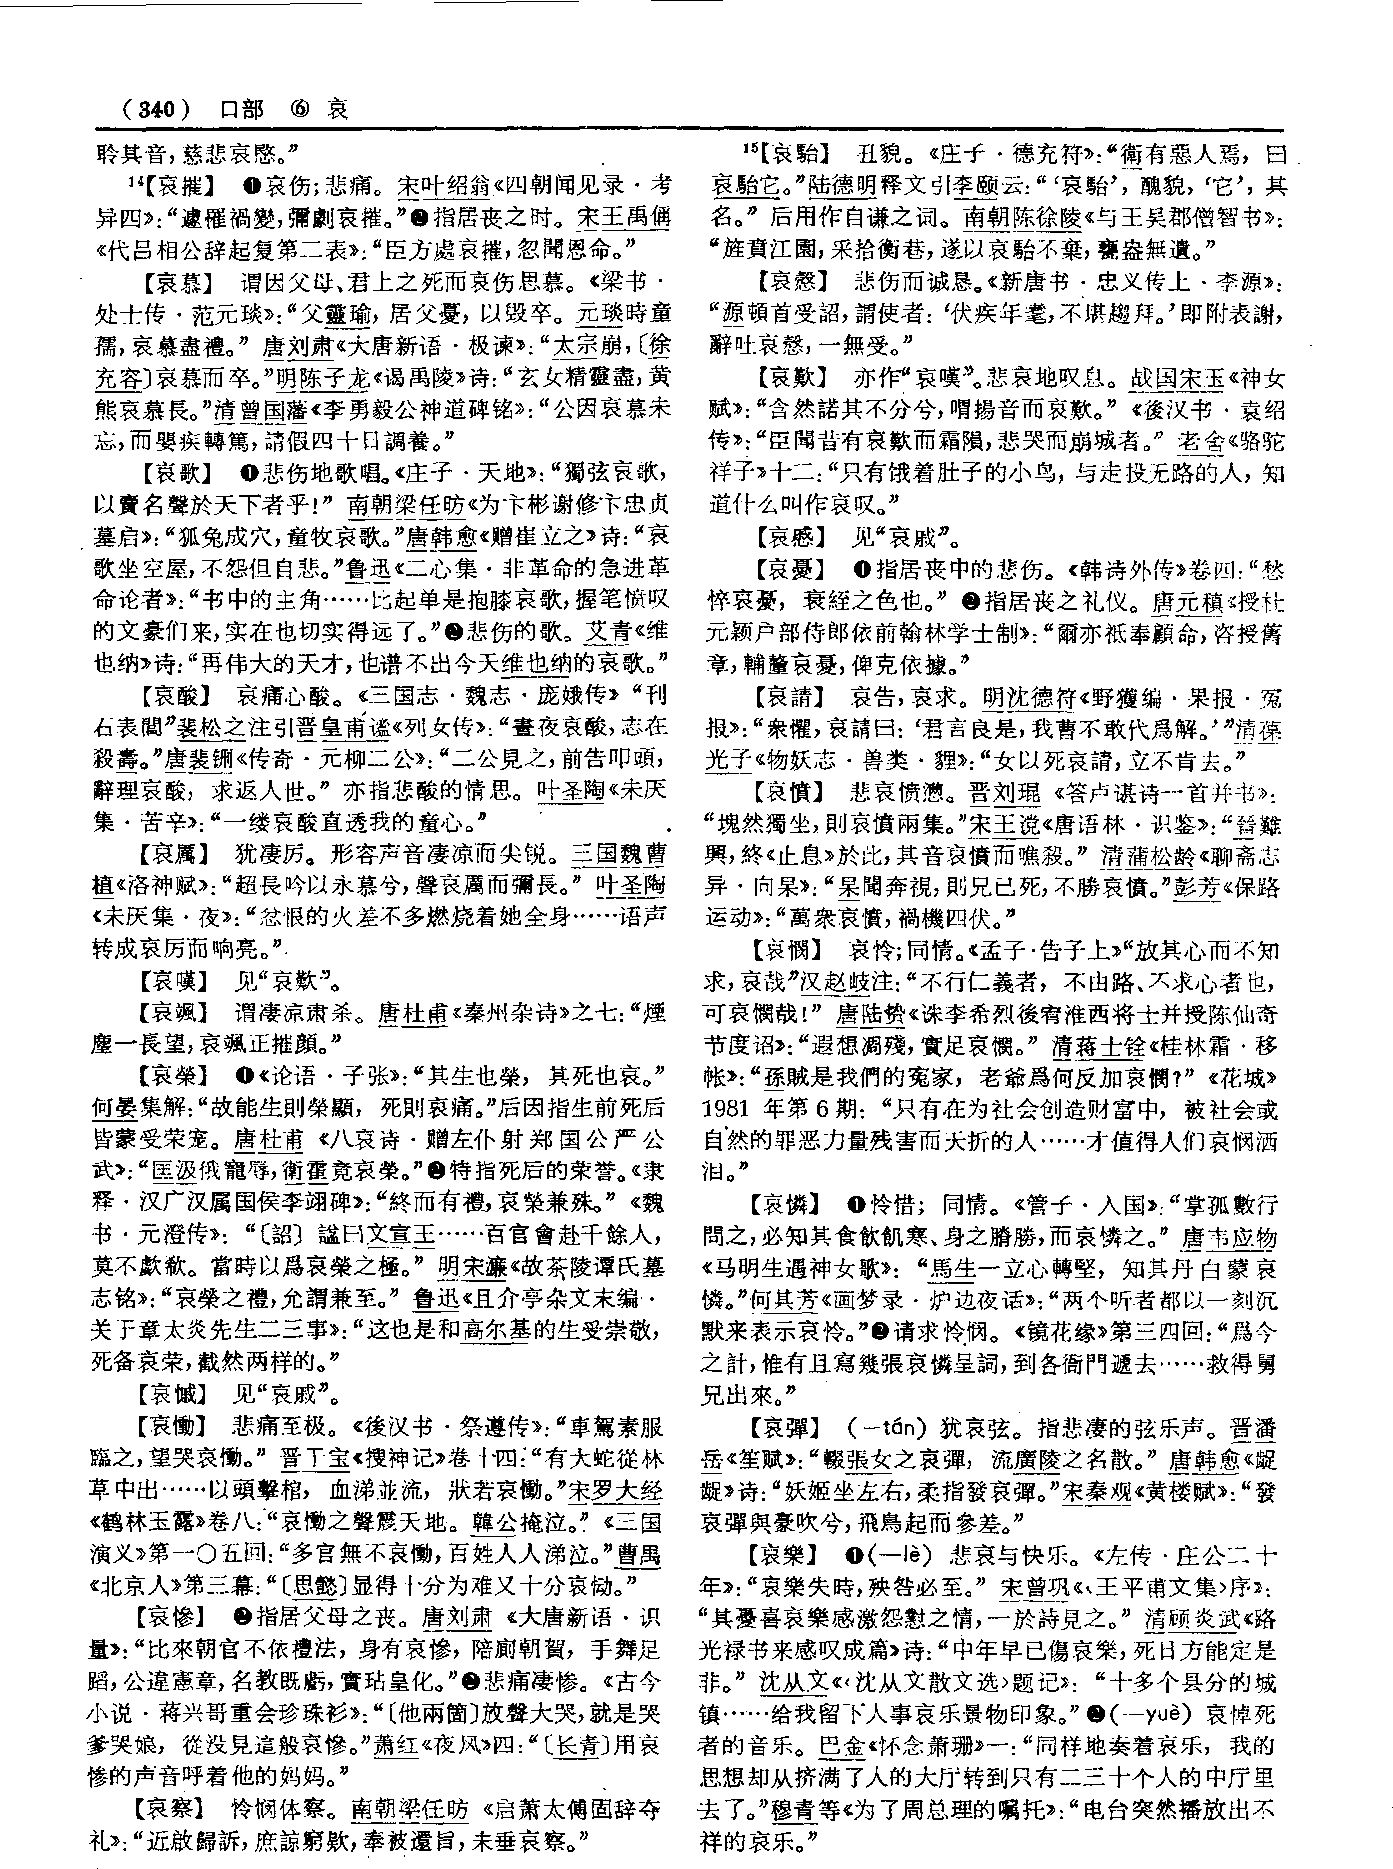 （340）　口部　⑥　哀
聆其音，慈悲哀愍。”
14【哀摧】　❶哀伤；悲痛。宋叶绍翁《四朝闻见录·考
异四》：“遽罹禍變，彌劇哀摧。”❷指居丧之时。宋王禹偁
《代吕相公辞起复第二表》：“臣方處哀摧，忽聞恩命。”
【哀慕】　谓因父母、君上之死而哀伤思慕。《梁书·
处士传·范元琰》：“父靈瑜，居父憂，以毁卒。元琰時童
孺，哀慕盡禮。”唐刘肃《大唐新语·极谏》：“太宗崩，〔徐
充容〕哀慕而卒。”明陈子龙《谒禹陵》诗：“玄女精靈盡，黄
熊哀慕長。”清曾国藩《李勇毅公神道碑铭》：“公因哀慕未
忘，而嬰疾轉篤，請假四十日調養。”
【哀歌】　❶悲伤地歌唱。《庄子·天地》：“獨弦哀歌，
以賣名聲於天下者乎！”南朝梁任昉《为卞彬谢修卞忠贞
墓启》：“狐兔成穴，童牧哀歌。”唐韩愈《赠崔立之》诗：“哀
歌坐空屋，不怨但自悲。”鲁迅《二心集·非革命的急进革
命论者》：“书中的主角……比起单是抱膝哀歌，握笔愤叹
的文豪们来，实在也切实得远了。”❷悲伤的歌。艾青《维
也纳》诗：“再伟大的天才，也谱不出今天维也纳的哀歌。”
【哀酸】　哀痛心酸。《三国志·魏志·庞娥传》“刊
石表閭”裴松之注引晋皇甫谧《列女传》：“晝夜哀酸，志在
殺壽。”唐裴铏《传奇·元柳二公》：“二公見之，前告叩頭，
辭理哀酸，求返人世。”亦指悲酸的情思。叶圣陶《未厌
集·苦辛》：“一缕哀酸直透我的童心。”
【哀厲】　犹凄厉。形容声音凄凉而尖锐。三国魏曹
植《洛神赋》：“超長吟以永慕兮，聲哀厲而彌長。”叶圣陶
《未厌集·夜》：“忿恨的火差不多燃烧着她全身……语声
转成哀厉而响亮。”
【哀嘆】　见“哀歎”。
【哀颯】　谓凄凉肃杀。唐杜甫《秦州杂诗》之七：“煙
塵一長望，哀颯正摧顔。”
【哀榮】　❶《论语·子张》：“其生也榮，其死也哀。”
何晏集解：“故能生則榮顯，死則哀痛。”后因指生前死后
皆蒙受荣宠。唐杜甫《八哀诗·赠左仆射郑国公严公
武》：“匡汲俄寵辱，衛霍竟哀榮。”❷特指死后的荣誉。《隶
释·汉广汉属国侯李翊碑》：“終而有禮，哀榮兼殊。”《魏
书·元澄传》：“〔詔〕諡曰文宣王……百官會赴千餘人，
莫不歔欷。當時以爲哀榮之極。”明宋濂《故茶陵谭氏墓
志铭》：“哀榮之禮，允謂兼至。”鲁迅《且介亭杂文末编·
关于章太炎先生二三事》：“这也是和高尔基的生受崇敬，
死备哀荣，截然两样的。”
【哀慽】　见“哀戚”。
【哀慟】　悲痛至极。《後汉书·祭遵传》：“車駕素服
臨之，望哭哀慟。”晋干宝《搜神记》卷十四：“有大蛇從林
草中出……以頭擊棺，血涕並流，狀若哀慟。”宋罗大经
《鹤林玉露》卷八：“哀慟之聲震天地。韓公掩泣。”《三国
演义》第一〇五回：“多官無不哀慟，百姓人人涕泣。”曹禺
《北京人》第三幕：“〔思懿〕显得十分为难又十分哀恸。”
【哀慘】　❷指居父母之丧。唐刘肃《大唐新语·识
量》：“比來朝官不依禮法，身有哀慘，陪廁朝賀，手舞足
蹈，公違憲章，名教既虧，實玷皇化。”❷悲痛凄惨。《古今
小说·蒋兴哥重会珍珠衫》：“〔他兩箇〕放聲大哭，就是哭
爹哭娘，從没見這般哀慘。”萧红《夜风》四：“〔长青〕用哀
惨的声音呼着他的妈妈。”
【哀察】　怜悯体察。南朝梁任昉《启萧太傅固辞夺
礼》：“近啟歸訴，庶諒窮欵，奉被還旨，未垂哀察。”
15【哀駘】　丑貌。《庄子·德充符》：“衛有惡人焉，曰
哀駘它。”陆德明释文引李颐云：“‘哀駘’，醜貌，‘它’，其
名。”后用作自谦之词。南朝陈徐陵《与王吴郡僧智书》：
“旌賁江園，采拾衡巷，遂以哀駘不棄，甕盎無遺。”
【哀慤】　悲伤而诚恳。《新唐书·忠义传上·李源》：
“源頓首受詔，謂使者：‘伏疾年耄，不堪趨拜。’即附表謝，
辭吐哀慤，一無受。”
【哀歎】　亦作“哀嘆”。悲哀地叹息。战国宋玉《神女
赋》：“含然諾其不分兮，喟揚音而哀歎。”《後汉书·袁绍
传》：“臣聞昔有哀歎而霜隕，悲哭而崩城者。”老舍《骆驼
祥子》十二：“只有饿着肚子的小鸟，与走投无路的人，知
道什么叫作哀叹。”
【哀慼】　见“哀戚”。
【哀憂】　❶指居丧中的悲伤。《韩诗外传》卷四：“愁
悴哀憂，衰絰之色也。”❷指居丧之礼仪。唐元稹《授杜
元颖户部侍郎依前翰林学士制》：“爾亦祇奉顧命，咨授舊
章，輔釐哀憂，俾克依據。”
【哀請】　哀告，哀求。明沈德符《野獲编·果报·冤
报》：“衆懼，哀請曰：‘君言良是，我曹不敢代爲解。’”清葆
光子《物妖志·兽类·貍》：“女以死哀請，立不肯去。”
【哀憤】　悲哀愤懑。晋刘琨《答卢谌诗一首并书》：
“塊然獨坐，則哀憤兩集。”宋王谠《唐语林·识鉴》：“晉難
興，終《止息》於此，其音哀憤而噍殺。”清蒲松龄《聊斋志
异·向杲》：“杲聞奔視，則兄已死，不勝哀憤。”彭芳《保路
运动》：“萬衆哀憤，禍機四伏。”
【哀憫】　哀怜；同情。《孟子·告子上》“放其心而不知
求，哀哉”汉赵岐注：“不行仁義者，不由路、不求心者也，
可哀憫哉！”唐陆贽《诛李希烈後宥淮西将士并授陈仙奇
节度诏》：“遐想凋殘，實足哀憫。”清蒋士铨《桂林霜·移
帐》：“孫賊是我們的冤家，老爺爲何反加哀憫？”《花城》
1981年第6期：“只有在为社会创造财富中，被社会或
自然的罪恶力量残害而夭折的人……才值得人们哀悯洒
泪。”
【哀憐】　❶怜惜；同情。《管子·入国》：“掌孤數行
問之，必知其食飲飢寒、身之膌勝，而哀憐之。”唐韦应物
《马明生遇神女歌》：“馬生一立心轉堅，知其丹白蒙哀
憐。”何其芳《画梦录·炉边夜话》：“两个听者都以一刻沉
默来表示哀怜。”❷请求怜悯。《镜花缘》第三四回：“爲今
之計，惟有且寫幾張哀憐呈詞，到各衙門遞去……救得舅
兄出來。”
【哀彈】　（一tán）犹哀弦。指悲凄的弦乐声。晋潘
岳《笙赋》：“輟張女之哀彈，流廣陵之名散。”唐韩愈《龊
龊》诗：“妖姬坐左右，柔指發哀彈。”宋秦观《黄楼赋》：“發
哀彈與豪吹兮，飛鳥起而參差。”
【哀樂】　❶（一lè）悲哀与快乐。《左传·庄公二十
年》：“哀樂失時，殃咎必至。”宋曾巩《〈王平甫文集〉序》：
“其憂喜哀樂感激怨懟之情，一於詩見之。”清顾炎武《路
光禄书来感叹成篇》诗：“中年早已傷哀樂，死日方能定是
非。”沈从文《〈沈从文散文选〉题记》：“十多个县分的城
镇……给我留下人事哀乐景物印象。”❷（一yuè）哀悼死
者的音乐。巴金《怀念萧珊》一：“同样地奏着哀乐，我的
思想却从挤满了人的大厅转到只有二三十个人的中厅里
去了。”穆青等《为了周总理的嘱托》：“电台突然播放出不
祥的哀乐。”